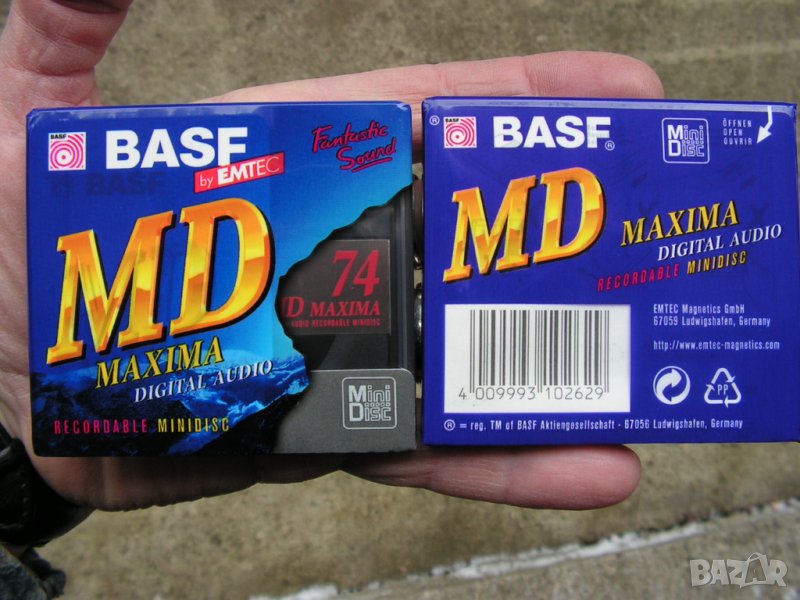 BASF
BASF
by EMTEC
Fantastic
Sound
MD
MAXIMA
DIGITAL AUDIO
RECORDABLE MINIDISC
74
D MAXIMA
AUDIO RECORDABLE MINIDISC
Mini
Disc
®
BASF
BASF®
Mini
Disc
ÖFFNEN
OPEN
OUVRIR
MD
MAXIMA
DIGITAL AUDIO
RECORDABLE MINIDISC
EMTEC Magnetics GmbH
67059 Ludwigshafen, Germany
http://www.emtec-magnetics.com
4 009993 102629
PP
® = reg. TM of BASF Aktiengesellschaft - 67056 Ludwigshafen, Germany
BAZAR